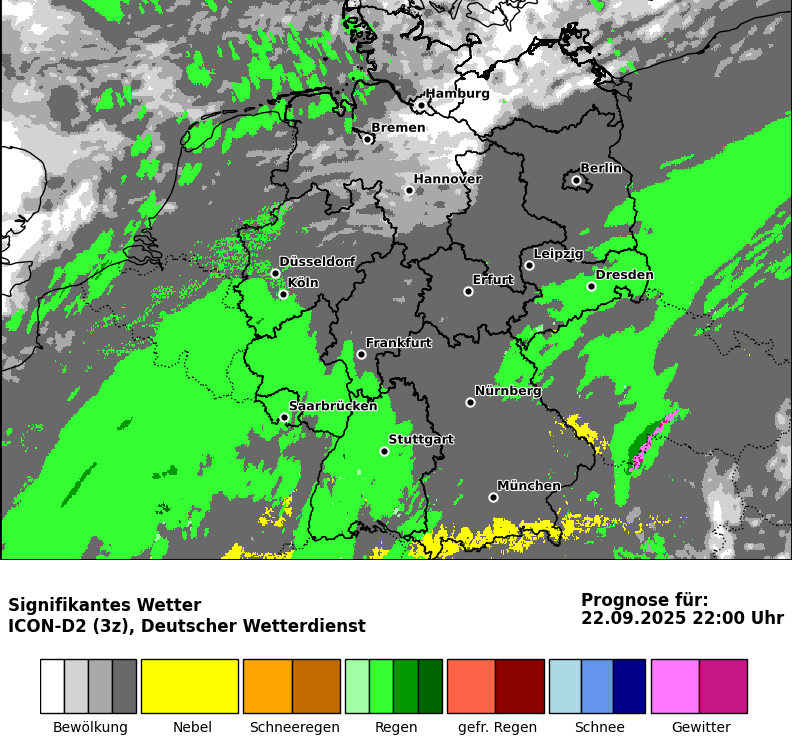 Hamburg
Bremen
Berlin
Hannover
Leipzig
Düsseldorf
Dresden
Köln
Erfurt
Frankfurt
Nürnberg
Saarbrücken
Stuttgart
München
Signifikantes Wetter
ICON-D2 (3z), Deutscher Wetterdienst
Prognose für:
22.09.2025 22:00 Uhr
Bewölkung
Nebel
Schneeregen
Regen
gefr. Regen
Schnee
Gewitter